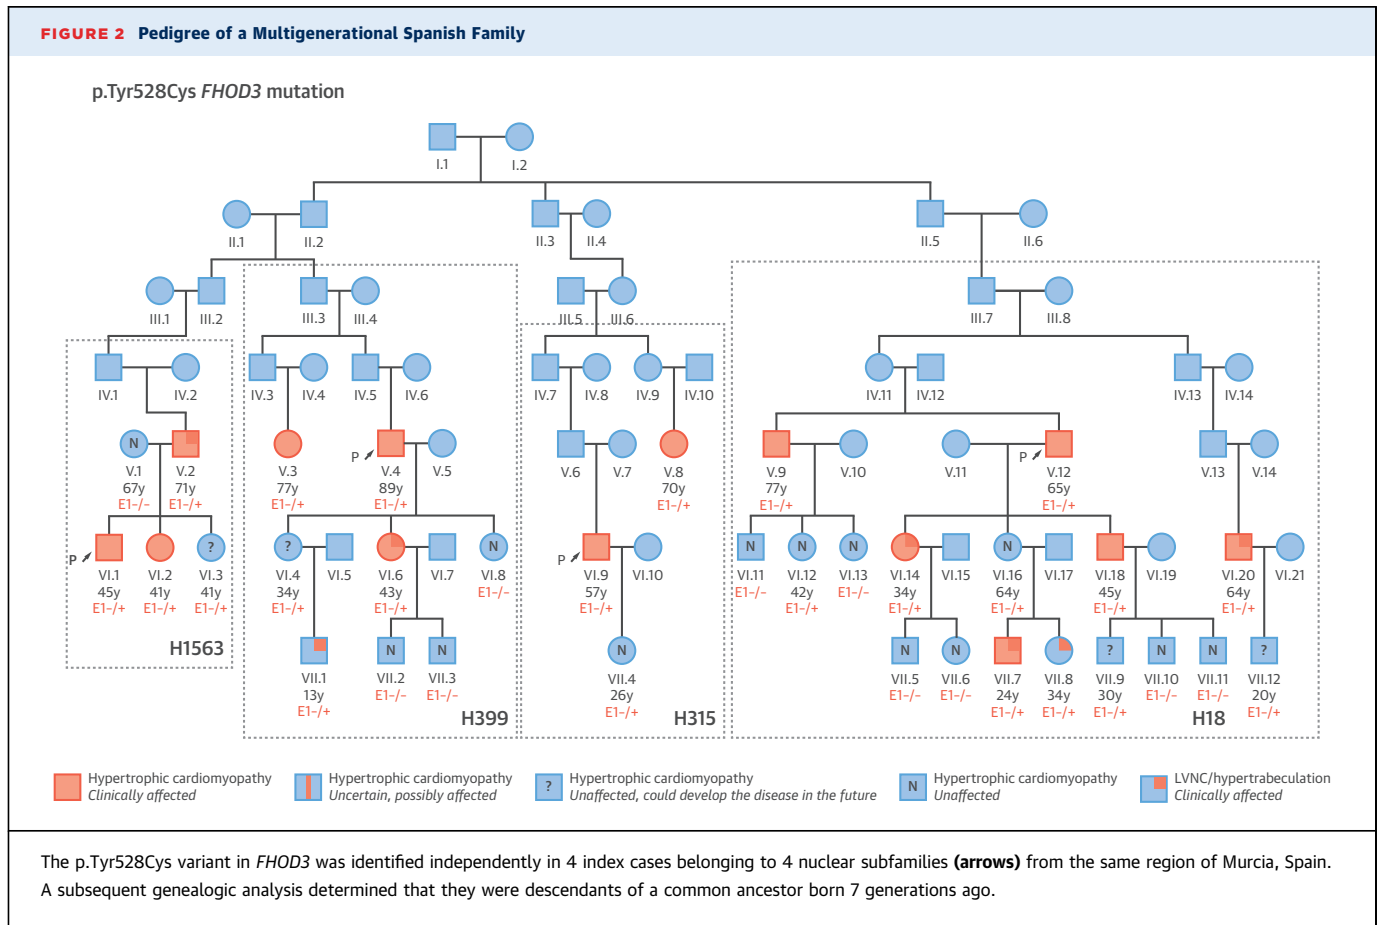 FIGURE 2 Pedigree of a Multigenerational Spanish Family
p.Tyr528Cys FHOD3 mutation
I.1 I.2
II.1 II.2 II.3 II.4 II.5 II.6
III.1 III.2 III.3 III.4 III.5 III.6 III.7 III.8
IV.1 IV.2 IV.3 IV.4 IV.5 IV.6 IV.7 IV.8 IV.9 IV.10 IV.11 IV.12 IV.13 IV.14
N P P
V.1 V.2 V.3 V.4 V.5 V.6 V.7 V.8 V.9 V.10 V.11 V.12 V.13 V.14
67y 71y 77y 89y 70y 77y 65y
E1-/- E1-/+ E1-/+ E1-/+ E1-/+ E1-/+ E1-/+
P ? ? N P N N N N
VI.1 VI.2 VI.3 VI.4 VI.5 VI.6 VI.7 VI.8 VI.9 VI.10 VI.11 VI.12 VI.13 VI.14 VI.15 VI.16 VI.17 VI.18 VI.19 VI.20 VI.21
45y 41y 41y 34y 43y E1-/- 57y E1-/- 42y E1-/- 34y 64y 45y 64y
E1-/+ E1-/+ E1-/+ E1-/+ E1-/+ E1-/+ E1-/+ E1-/+ E1-/+ E1-/+ E1-/+
H1563 N N N N N ? N N ?
VII.1 VII.2 VII.3 VII.4 VII.5 VII.6 VII.7 VII.8 VII.9 VII.10 VII.11 VII.12
13y E1-/- E1-/- 26y E1-/- E1-/- 24y 34y 30y E1-/- E1-/- 20y
E1-/+ E1-/+ E1-/+ E1-/+ E1-/+ E1-/+
H399 H315 H18
Hypertrophic cardiomyopathy
Clinically affected
Hypertrophic cardiomyopathy
Uncertain, possibly affected
? Hypertrophic cardiomyopathy
Unaffected, could develop the disease in the future
N Hypertrophic cardiomyopathy
Unaffected
LVNC/hypertrabeculation
Clinically affected
The p.Tyr528Cys variant in FHOD3 was identified independently in 4 index cases belonging to 4 nuclear subfamilies (arrows) from the same region of Murcia, Spain.
A subsequent genealogic analysis determined that they were descendants of a common ancestor born 7 generations ago.